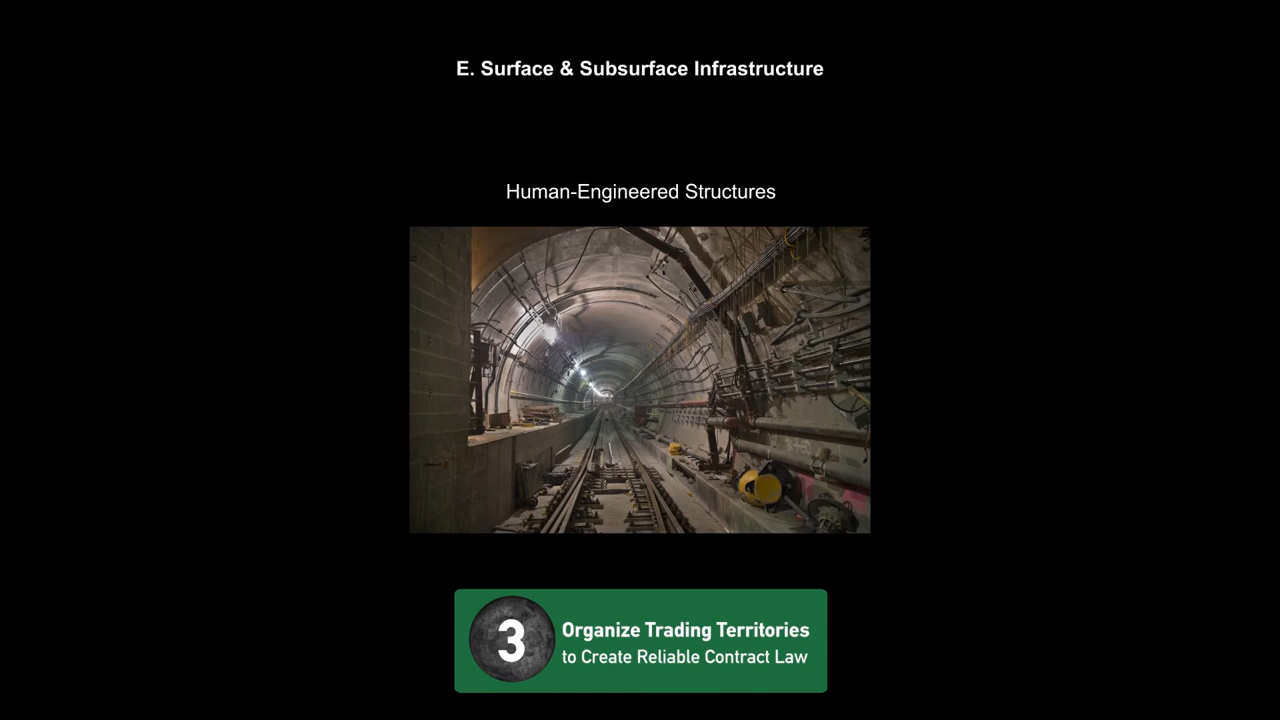 E. Surface & Subsurface Infrastructure
Human-Engineered Structures
3
Organize Trading Territories
to Create Reliable Contract Law